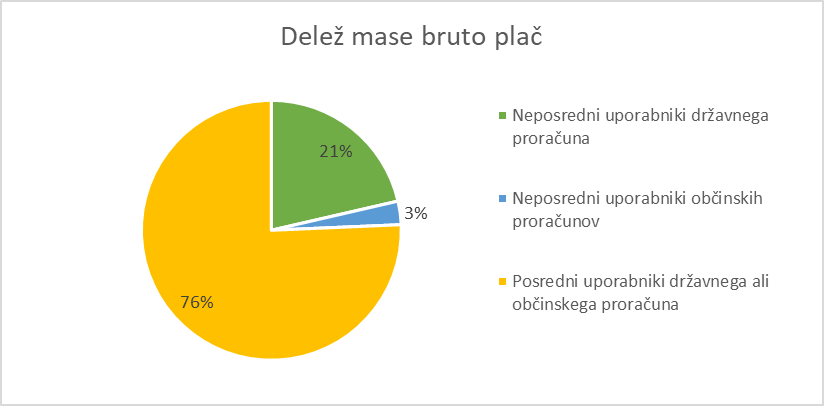 Delež mase bruto plač
21%
3%
76%
Neposredni uporabniki državnega
proračuna
Neposredni uporabniki občinskih
proračunov
Posredni uporabniki državnega ali
občinskega proračuna